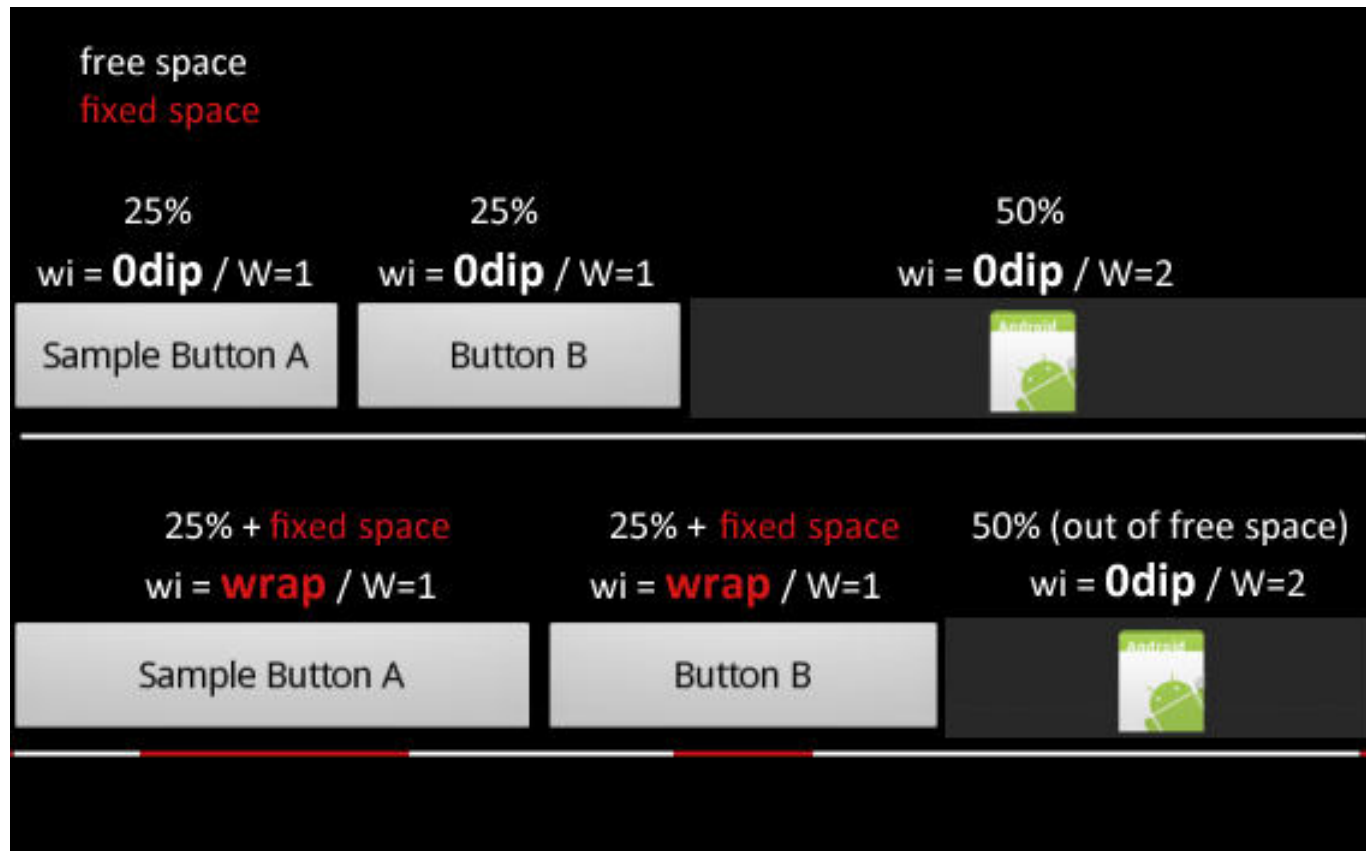 free space
fixed space
25% 25% 50%
wi = 0dip / W=1 wi = 0dip / W=1 wi = 0dip / W=2
Sample Button A Button B Android
25% + fixed space 25% + fixed space 50% (out of free space)
wi = wrap / W=1 wi = wrap / W=1 wi = 0dip / W=2
Sample Button A Button B Android